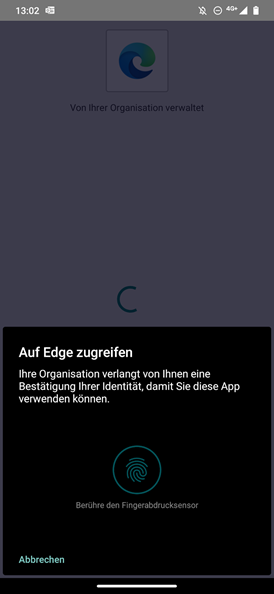 13:02
4G+
Von Ihrer Organisation verwaltet
Auf Edge zugreifen
Ihre Organisation verlangt von Ihnen eine
Bestätigung Ihrer Identität, damit Sie diese App
verwenden können.
Berühre den Fingerabdrucksensor
Abbrechen